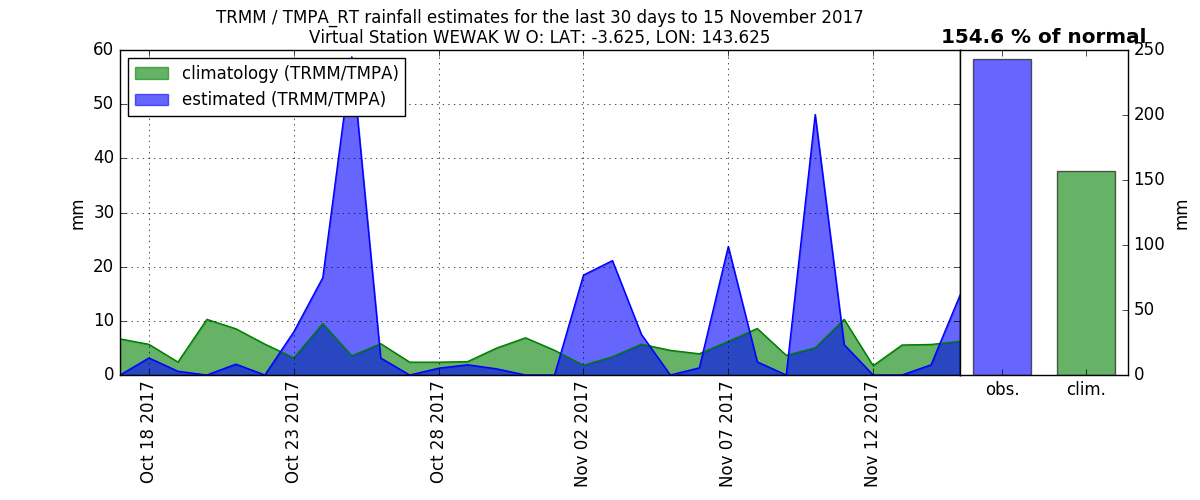 TRMM / TMPA_RT rainfall estimates for the last 30 days to 15 November 2017
Virtual Station WEWAK W O: LAT: -3.625, LON: 143.625
154.6 % of normal
climatology (TRMM/TMPA)
estimated (TRMM/TMPA)
60
50
40
30
20
10
0
mm
Oct 18 2017
Oct 23 2017
Oct 28 2017
Nov 02 2017
Nov 07 2017
Nov 12 2017
250
200
150
100
50
0
mm
obs.
clim.